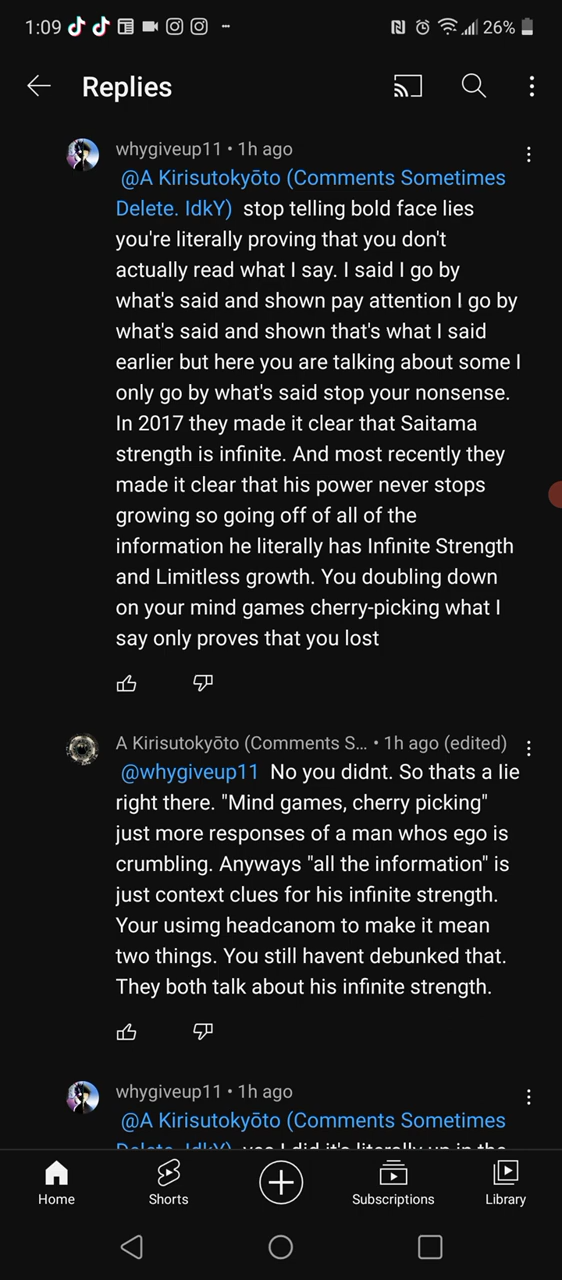 1:09
26%
Replies
whygiveup11 • 1h ago
@A Kirisutokyōto (Comments Sometimes
Delete. IdkY) stop telling bold face lies
you're literally proving that you don't
actually read what I say. I said I go by
what's said and shown pay attention I go by
what's said and shown that's what I said
earlier but here you are talking about some I
only go by what's said stop your nonsense.
In 2017 they made it clear that Saitama
strength is infinite. And most recently they
made it clear that his power never stops
growing so going off of all of the
information he literally has Infinite Strength
and Limitless growth. You doubling down
on your mind games cherry-picking what I
say only proves that you lost
A Kirisutokyōto (Comments S... • 1h ago (edited)
@whygiveup11 No you didnt. So thats a lie
right there. "Mind games, cherry picking"
just more responses of a man whos ego is
crumbling. Anyways "all the information" is
just context clues for his infinite strength.
Your usimg headcanom to make it mean
two things. You still havent debunked that.
They both talk about his infinite strength.
whygiveup11 • 1h ago
@A Kirisutokyōto (Comments Sometimes
Delete. IdkY) yes I did it's literally up in the
Home
Shorts
Subscriptions
Library